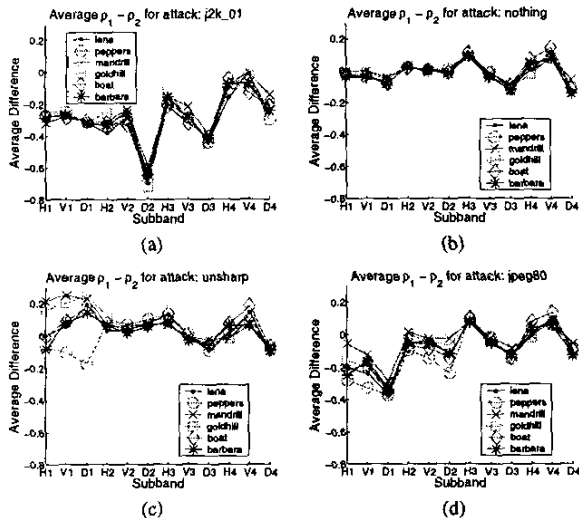 Average ρ1 − ρ2 for attack: j2k_01
0.2
0
−0.2
−0.4
−0.6
−0.8
Average Difference
lena
peppers
mandrill
goldhill
boat
barbara
H1 V1 D1 H2 V2 D2 H3 V3 D3 H4 V4 D4
Subband
(a)
Average ρ1 − ρ2 for attack: nothing
0.2
0
−0.2
−0.4
−0.6
−0.8
Average Difference
lena
peppers
mandrill
goldhill
boat
barbara
H1 V1 D1 H2 V2 D2 H3 V3 D3 H4 V4 D4
Subband
(b)
Average ρ1 − ρ2 for attack: unsharp
0.2
0
−0.2
−0.4
−0.6
−0.8
Average Difference
lena
peppers
mandrill
goldhill
boat
barbara
H1 V1 D1 H2 V2 D2 H3 V3 D3 H4 V4 D4
Subband
(c)
Average ρ1 − ρ2 for attack: jpeg80
0.2
0
−0.2
−0.4
−0.6
−0.8
Average Difference
lena
peppers
mandrill
goldhill
boat
barbara
H1 V1 D1 H2 V2 D2 H3 V3 D3 H4 V4 D4
Subband
(d)